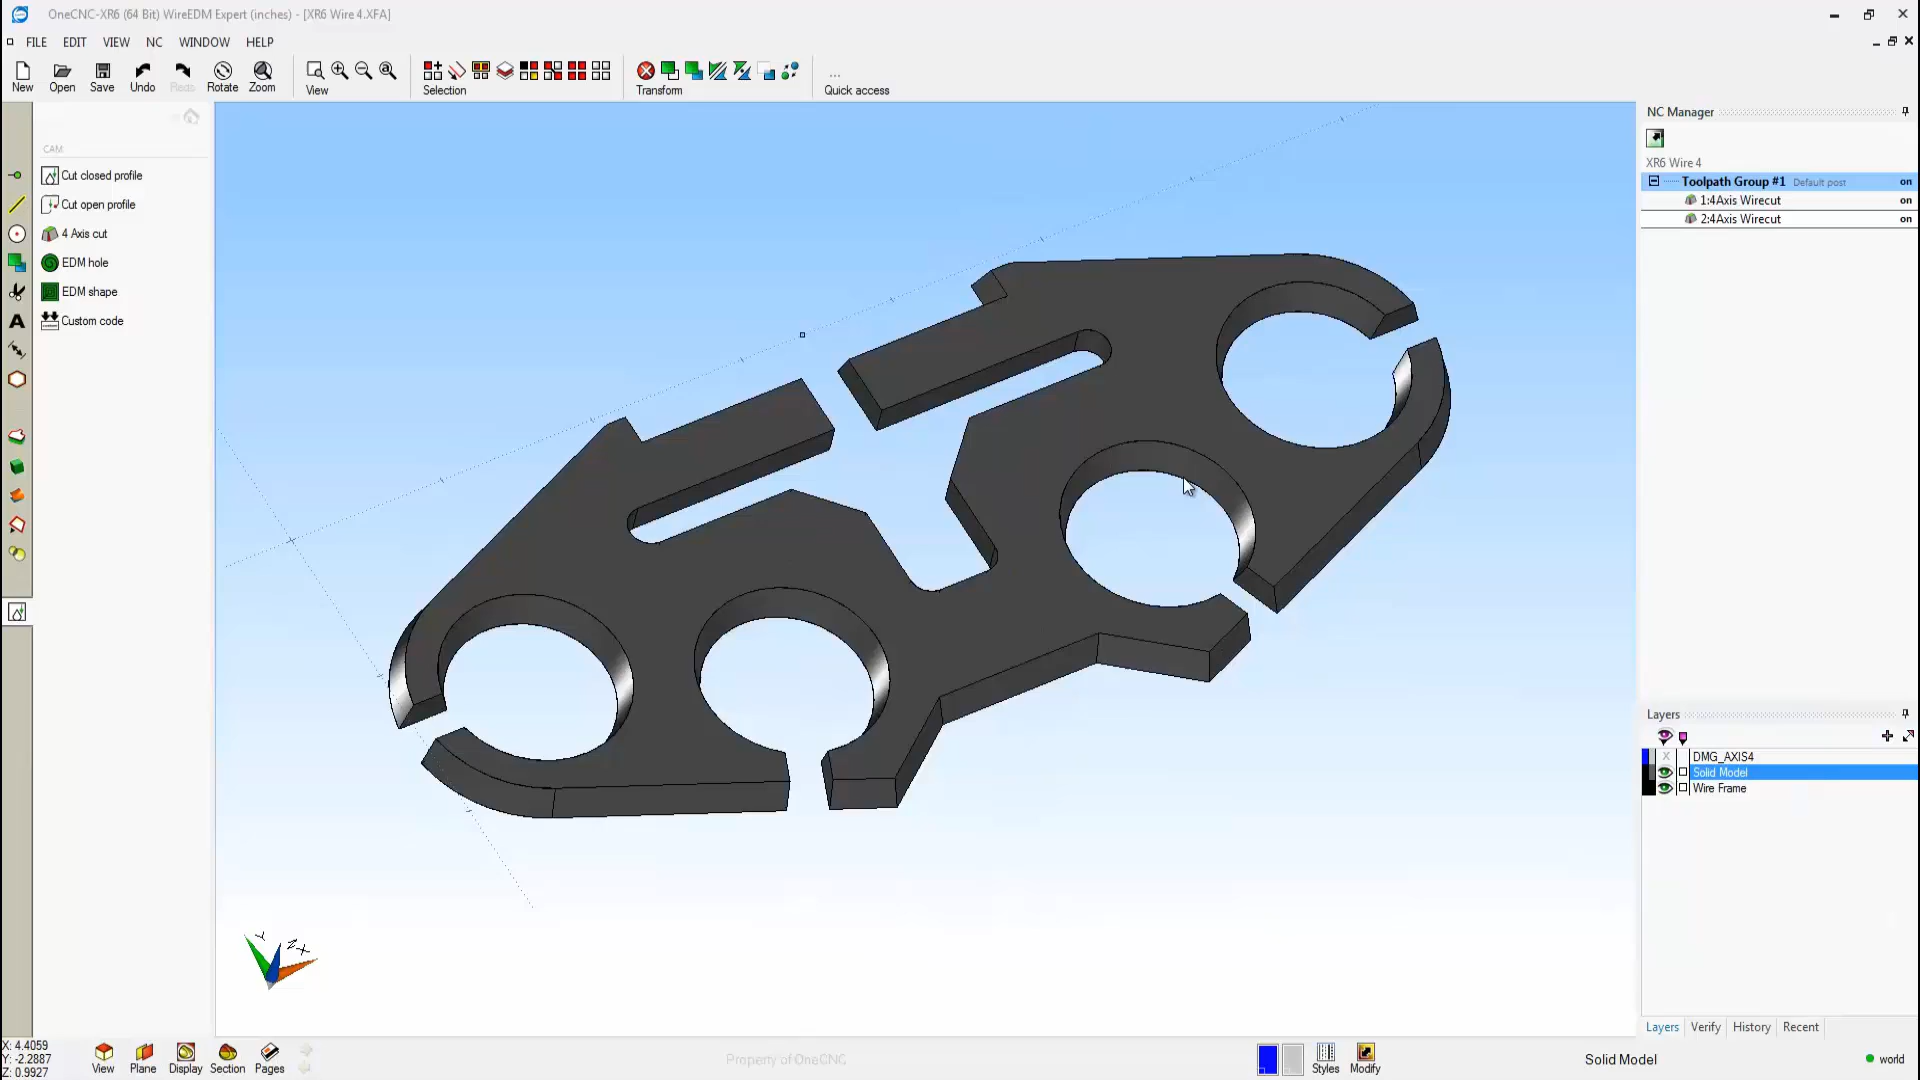 OneCNC-XR6 (64 Bit) WireEDM Expert (inches) - [XR6 Wire 4.XFA]
FILE EDIT VIEW NC WINDOW HELP
New Open Save Undo Redo Rotate Zoom View Selection Transform ... Quick access
CAM
Cut closed profile
Cut open profile
4 Axis cut
EDM hole
EDM shape
Custom code
A
NC Manager
XR6 Wire 4
Toolpath Group #1 Default post on
1:4Axis Wirecut on
2:4Axis Wirecut on
Layers
DMG_AXIS4
Solid Model
Wire Frame
Layers Verify History Recent
Y Z X
X: 4.4059
Y: -2.2887
Z: 0.9927
View Plane Display Section Pages
Property of OneCNC
Styles Modify
Solid Model
world